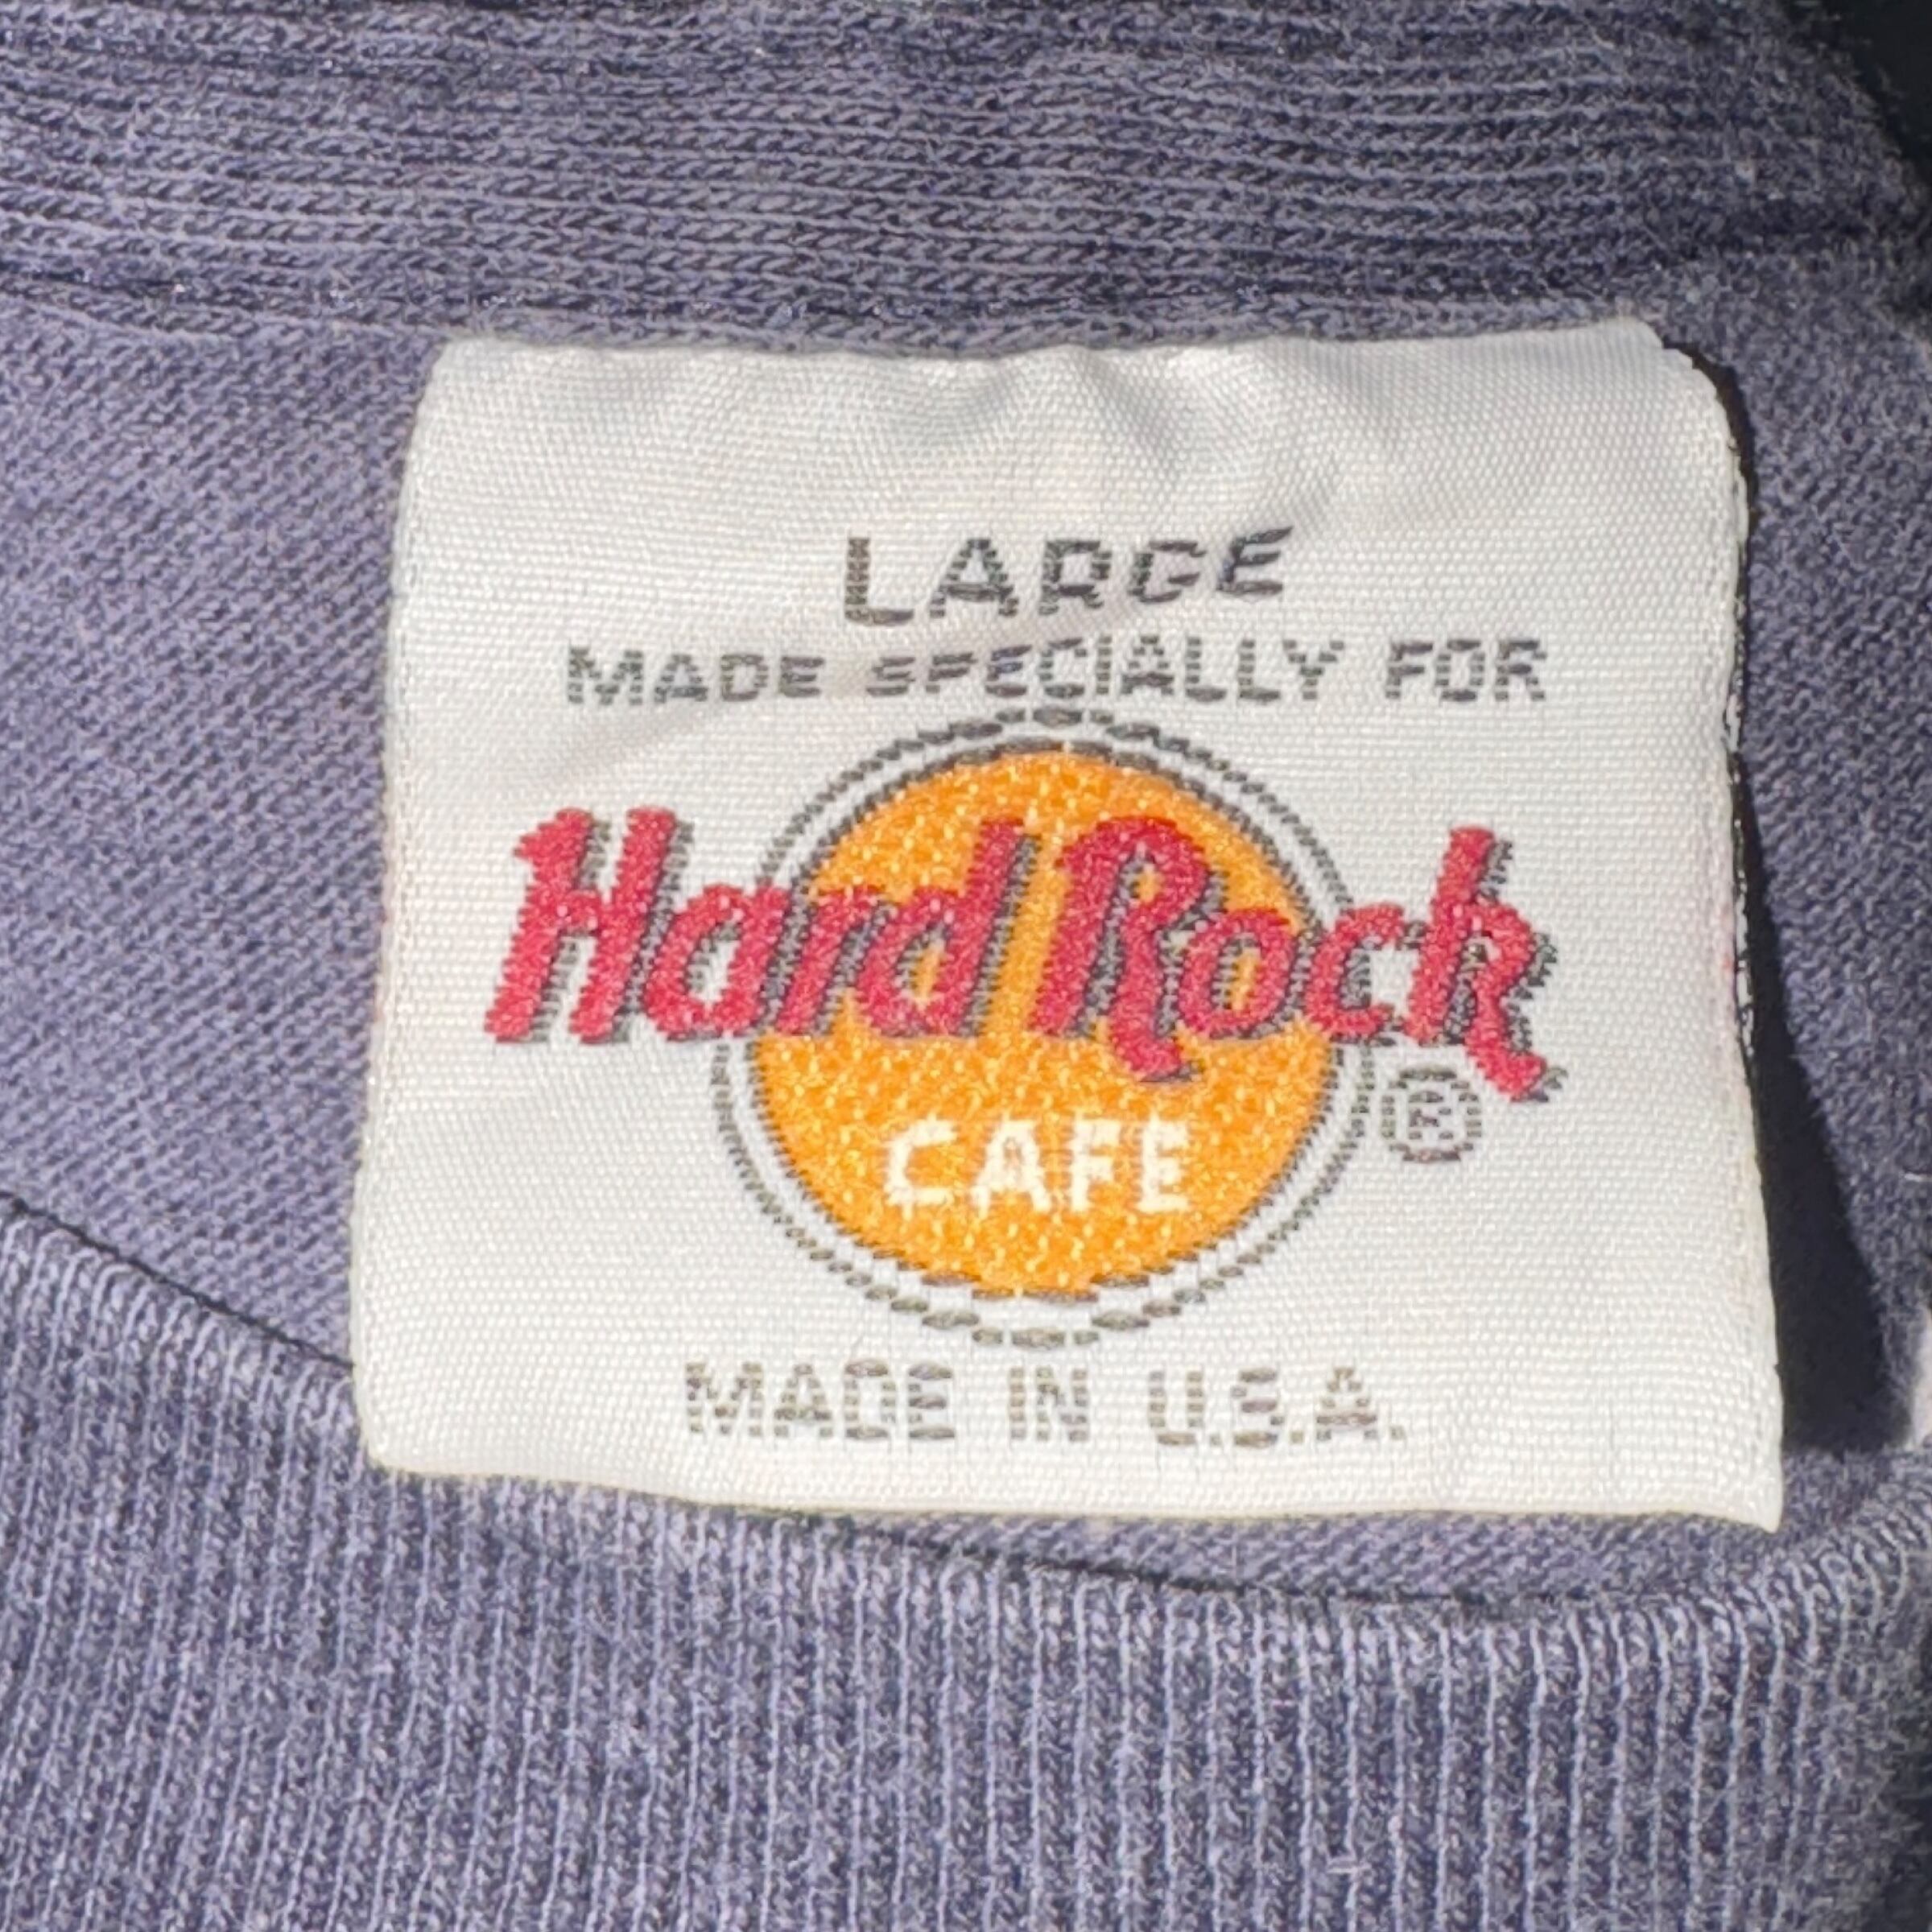 LARGE
MADE SPECIALLY FOR
Hard Rock
®
CAFE
MADE IN U.S.A.